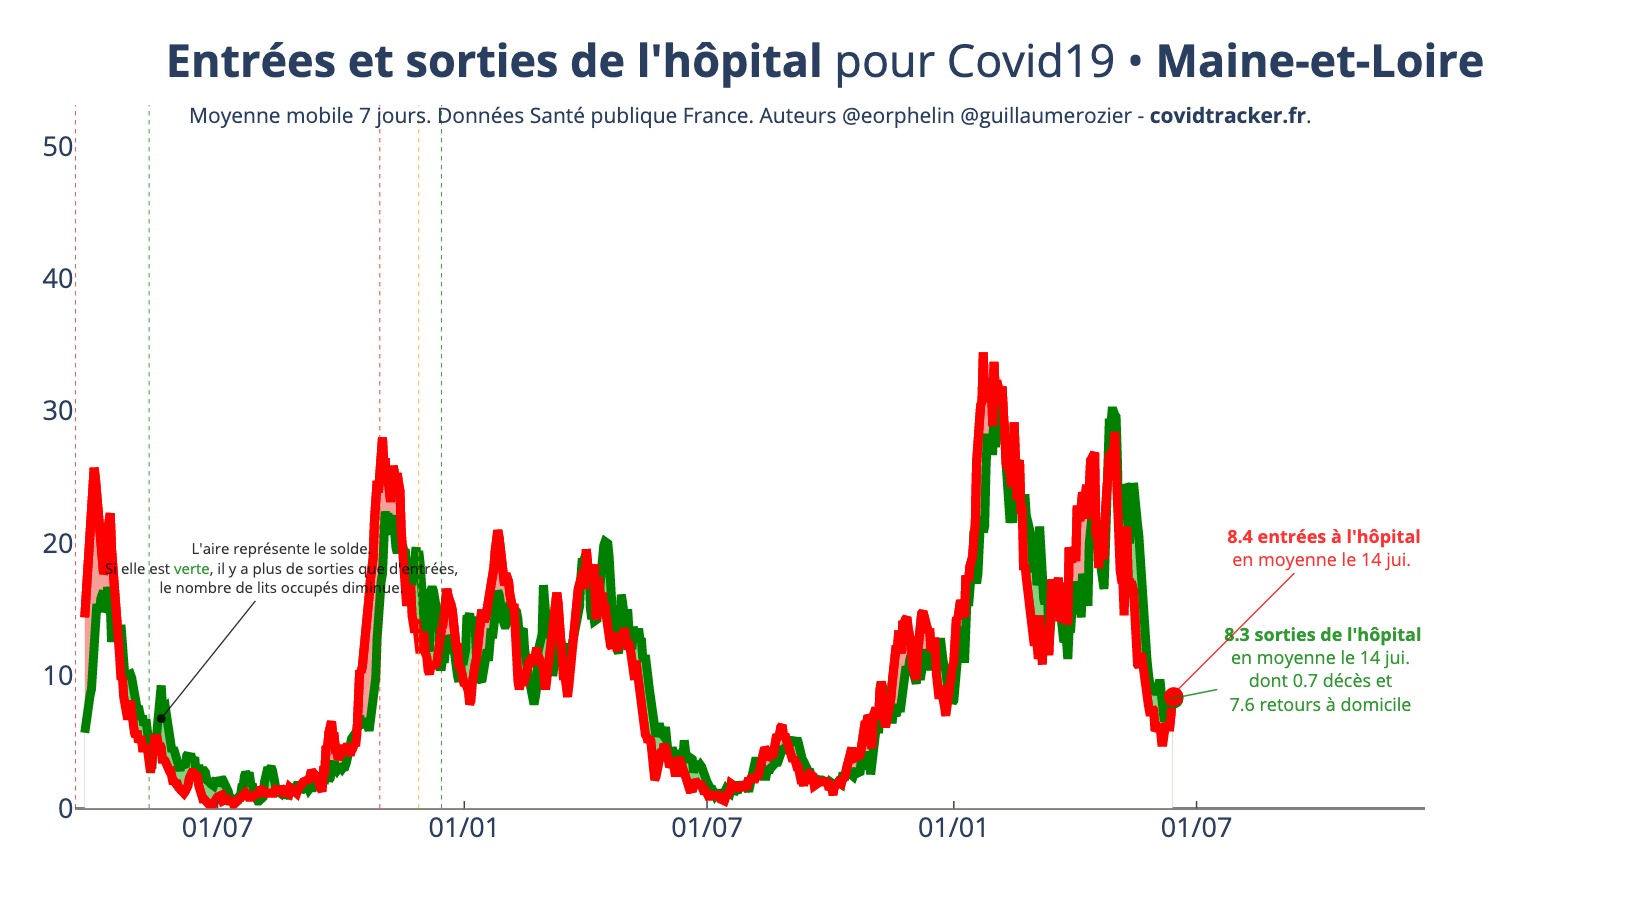 Entrées et sorties de l'hôpital pour Covid19 • Maine-et-Loire
Moyenne mobile 7 jours. Données Santé publique France. Auteurs @eorphelin @guillaumerozier - covidtracker.fr.
50
40
30
20
10
0
L'aire représente le solde.
Si elle est verte, il y a plus de sorties que d'entrées,
le nombre de lits occupés diminue.
8.4 entrées à l'hôpital
en moyenne le 14 jui.
8.3 sorties de l'hôpital
en moyenne le 14 jui.
dont 0.7 décès et
7.6 retours à domicile
01/07
01/01
01/07
01/01
01/07